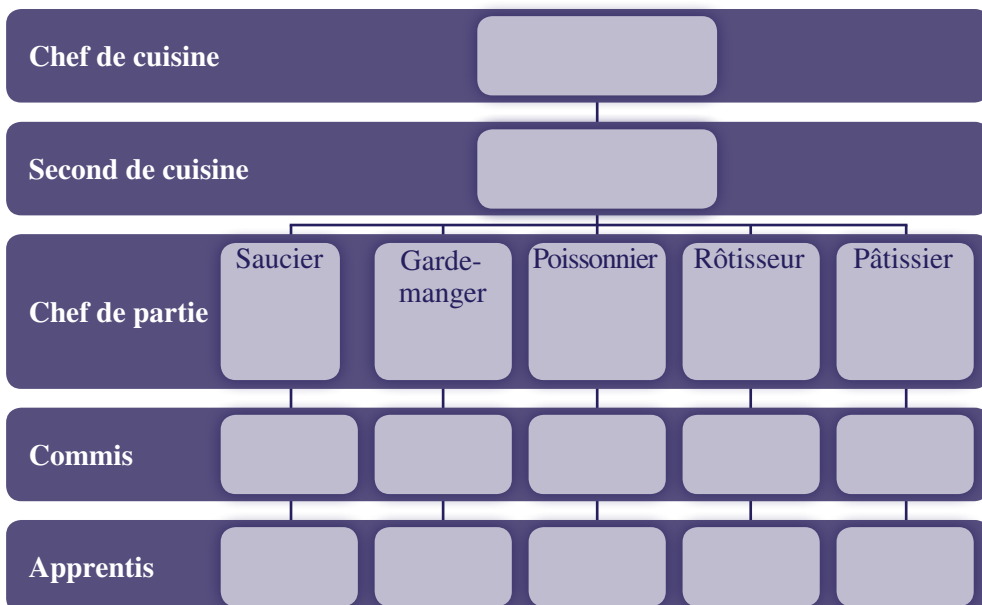 Chef de cuisine
Second de cuisine
Chef de partie
Saucier
Garde-
manger
Poissonnier
Rôtisseur
Pâtissier
Commis
Apprentis